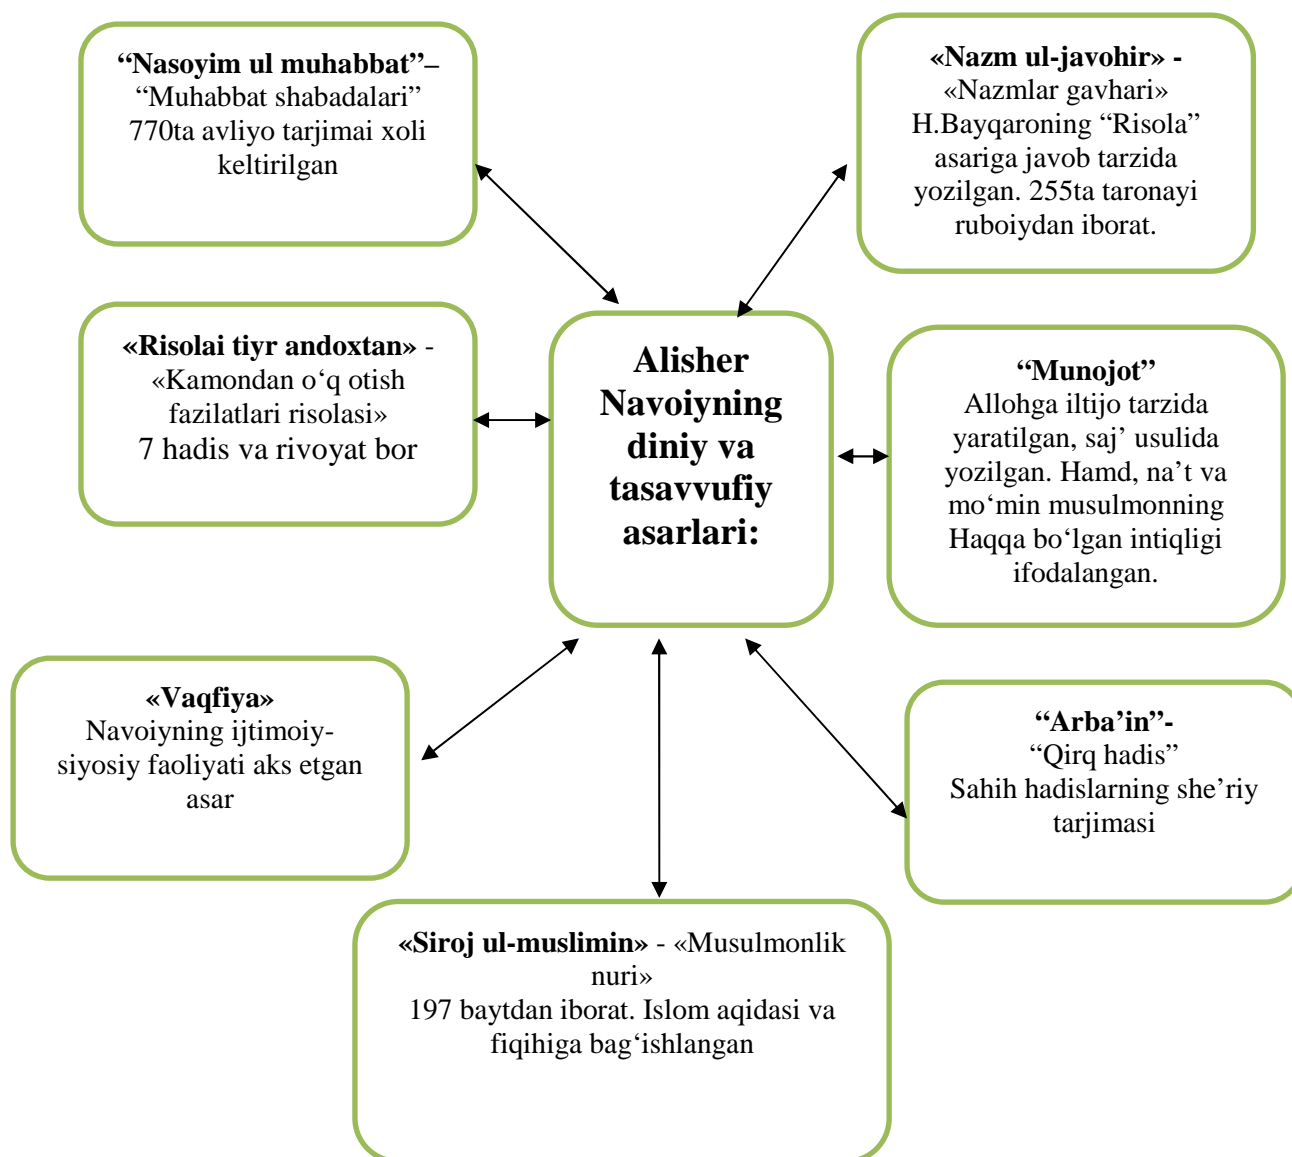 “Nasoyim ul muhabbat”–
“Muhabbat shabadalari”
770ta avliyo tarjimai xoli
keltirilgan
«Nazm ul-javohir» -
«Nazmlar gavhari»
H.Bayqaroning “Risola”
asariga javob tarzida
yozilgan. 255ta taronayi
ruboiydan iborat.
«Risolai tiyr andoxtan» -
«Kamondan o‘q otish
fazilatlari risolasi»
7 hadis va rivoyat bor
Alisher
Navoiyning
diniy va
tasavvufiy
asarlari:
“Munojot”
Allohga iltijo tarzida
yaratilgan, saj’ usulida
yozilgan. Hamd, na’t va
mo‘min musulmonning
Haqqa bo‘lgan intiqligi
ifodalangan.
«Vaqfiya»
Navoiyning ijtimoiy-
siyosiy faoliyati aks etgan
asar
“Arba’in”-
“Qirq hadis”
Sahih hadislarning she’riy
tarjimasi
«Siroj ul-muslimin» - «Musulmonlik
nuri»
197 baytdan iborat. Islom aqidasi va
fiqihiga bag‘ishlangan